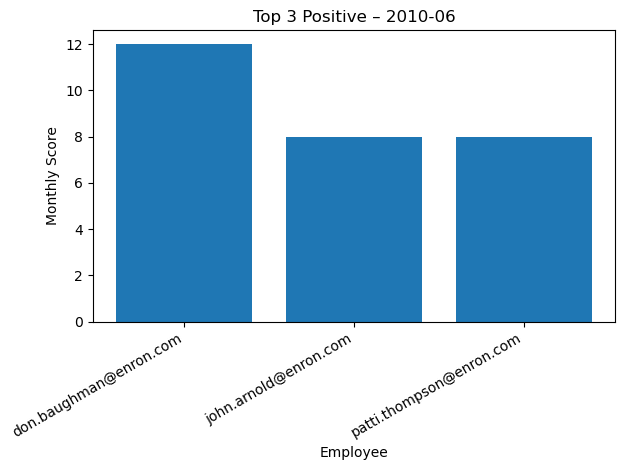 Top 3 Positive – 2010-06
Monthly Score
12
10
8
6
4
2
0
don.baughman@enron.com
john.arnold@enron.com
patti.thompson@enron.com
Employee